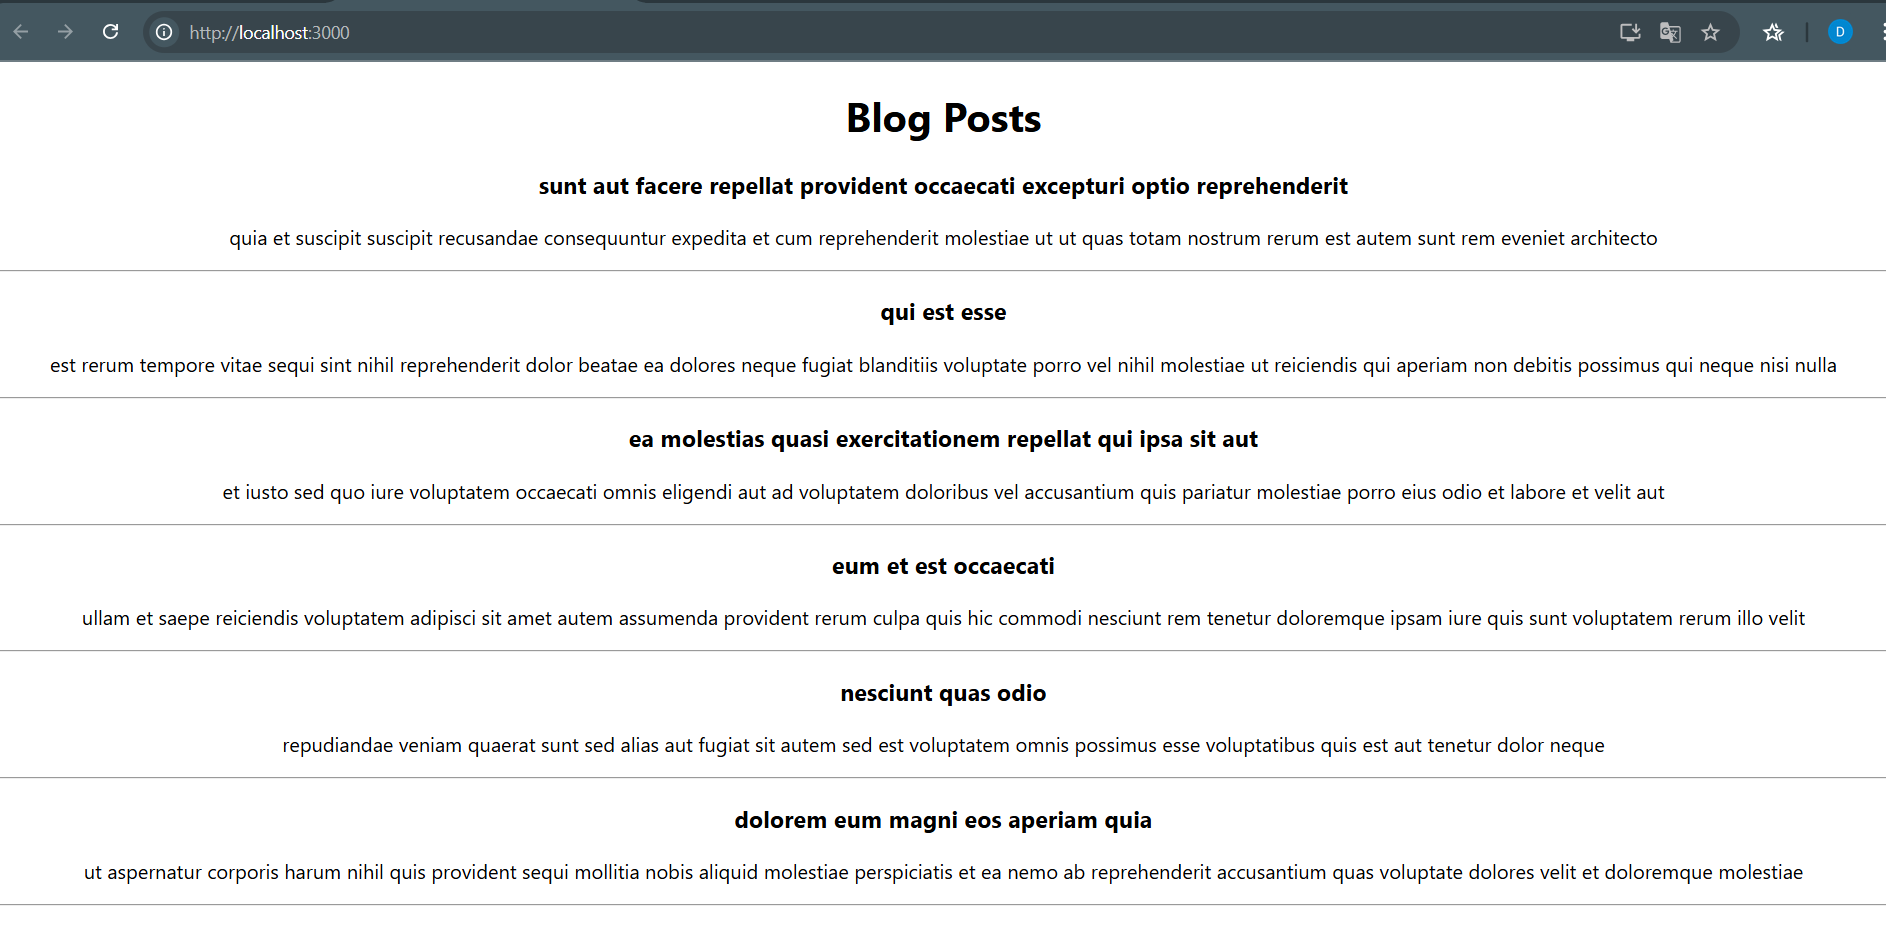 http://localhost:3000
D
Blog Posts
sunt aut facere repellat provident occaecati excepturi optio reprehenderit
quia et suscipit suscipit recusandae consequuntur expedita et cum reprehenderit molestiae ut ut quas totam nostrum rerum est autem sunt rem eveniet architecto
qui est esse
est rerum tempore vitae sequi sint nihil reprehenderit dolor beatae ea dolores neque fugiat blanditiis voluptate porro vel nihil molestiae ut reiciendis qui aperiam non debitis possimus qui neque nisi nulla
ea molestias quasi exercitationem repellat qui ipsa sit aut
et iusto sed quo iure voluptatem occaecati omnis eligendi aut ad voluptatem doloribus vel accusantium quis pariatur molestiae porro eius odio et labore et velit aut
eum et est occaecati
ullam et saepe reiciendis voluptatem adipisci sit amet autem assumenda provident rerum culpa quis hic commodi nesciunt rem tenetur doloremque ipsam iure quis sunt voluptatem rerum illo velit
nesciunt quas odio
repudiandae veniam quaerat sunt sed alias aut fugiat sit autem sed est voluptatem omnis possimus esse voluptatibus quis est aut tenetur dolor neque
dolorem eum magni eos aperiam quia
ut aspernatur corporis harum nihil quis provident sequi mollitia nobis aliquid molestiae perspiciatis et ea nemo ab reprehenderit accusantium quas voluptate dolores velit et doloremque molestiae